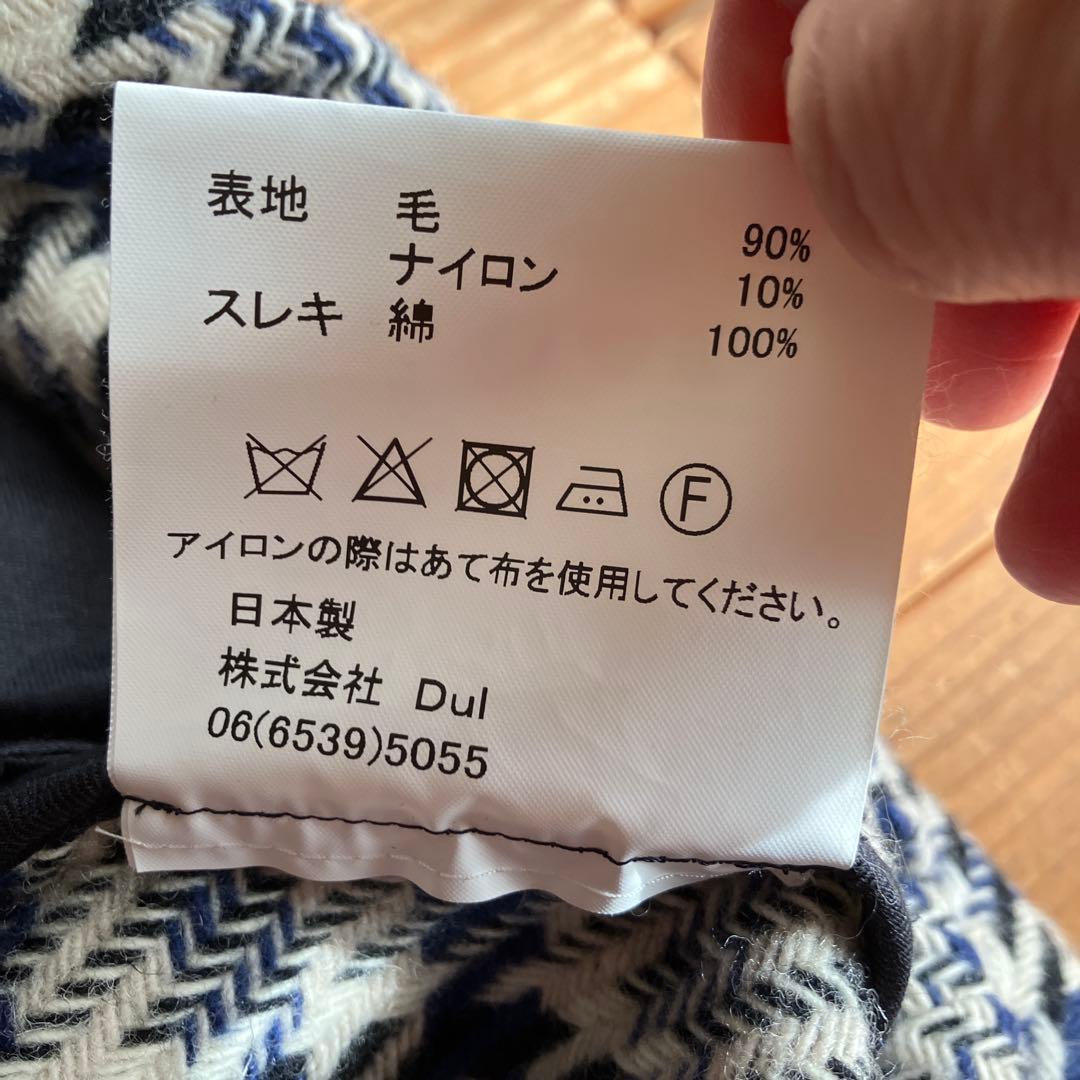 表地 毛 90%
ナイロン 10%
スレキ 綿 100%
F
アイロンの際はあて布を使用してください。
日本製
株式会社 Dul
06(6539)5055